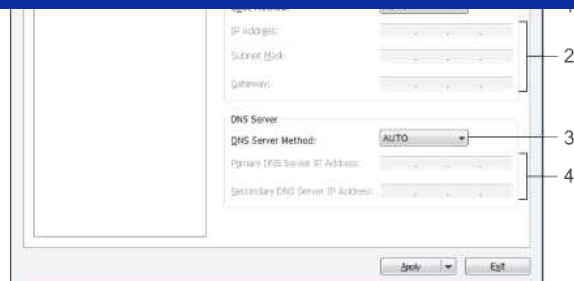 IP Address:
Subnet Mask:
2
Gateway:
DNS Server
DNS Server Method:
AUTO
3
Primary DNS Server IP Address:
4
Secondary DNS Server IP Address:
Apply
Exit